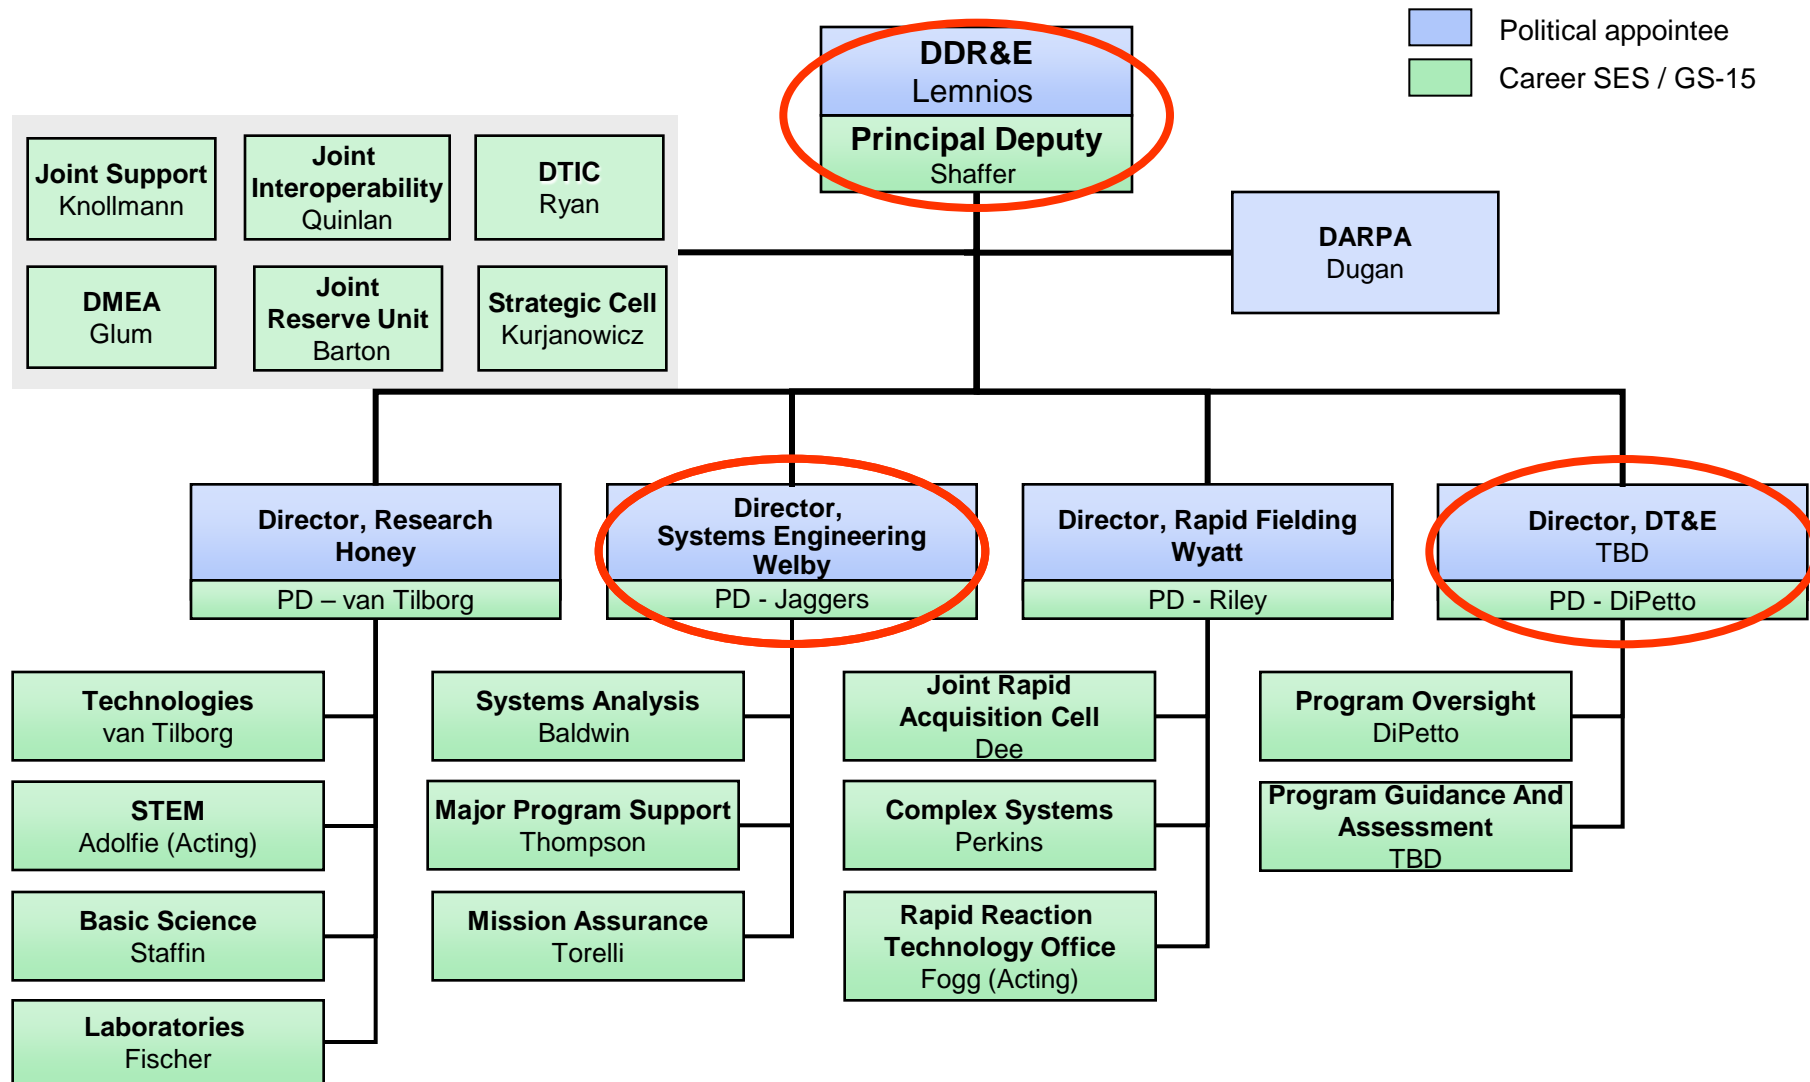 Political appointee
Career SES / GS-15
DDR&E
Lemnios
Principal Deputy
Shaffer
Joint Support
Knollmann
Joint
Interoperability
Quinlan
DTIC
Ryan
DMEA
Glum
Joint
Reserve Unit
Barton
Strategic Cell
Kurjanowicz
DARPA
Dugan
Director, Research
Honey
PD – van Tilborg
Director,
Systems Engineering
Welby
PD - Jaggers
Director, Rapid Fielding
Wyatt
PD - Riley
Director, DT&E
TBD
PD - DiPetto
Technologies
van Tilborg
STEM
Adolfie (Acting)
Basic Science
Staffin
Laboratories
Fischer
Systems Analysis
Baldwin
Major Program Support
Thompson
Mission Assurance
Torelli
Joint Rapid
Acquisition Cell
Dee
Complex Systems
Perkins
Rapid Reaction
Technology Office
Fogg (Acting)
Program Oversight
DiPetto
Program Guidance And
Assessment
TBD